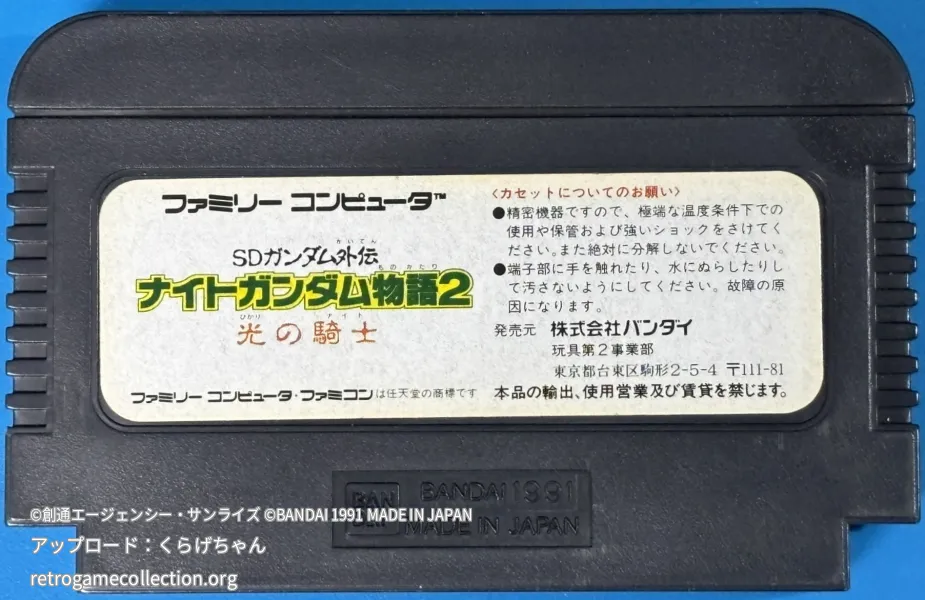 ファミリー コンピュータ™
SDガンダム外伝
がいでん
ものがたり
ナイトガンダム物語2
ひかり ナイト
光の騎士
ファミリー コンピュータ・ファミコンは任天堂の商標です
〈カセットについてのお願い〉
●精密機器ですので、極端な温度条件下での
使用や保管および強いショックをさけてく
ださい。また絶対に分解しないでください。
●端子部に手を触れたり、水にぬらしたりし
て汚さないようにしてください。故障の原
因になります。
発売元 株式会社バンダイ
玩具第2事業部
東京都台東区駒形2-5-4 〒111-81
本品の輸出、使用営業及び賃貸を禁じます。
BANDAI 1991
MADE IN JAPAN
©創通エージェンシー・サンライズ ©BANDAI 1991 MADE IN JAPAN
アップロード：くらげちゃん
retrogamecollection.org